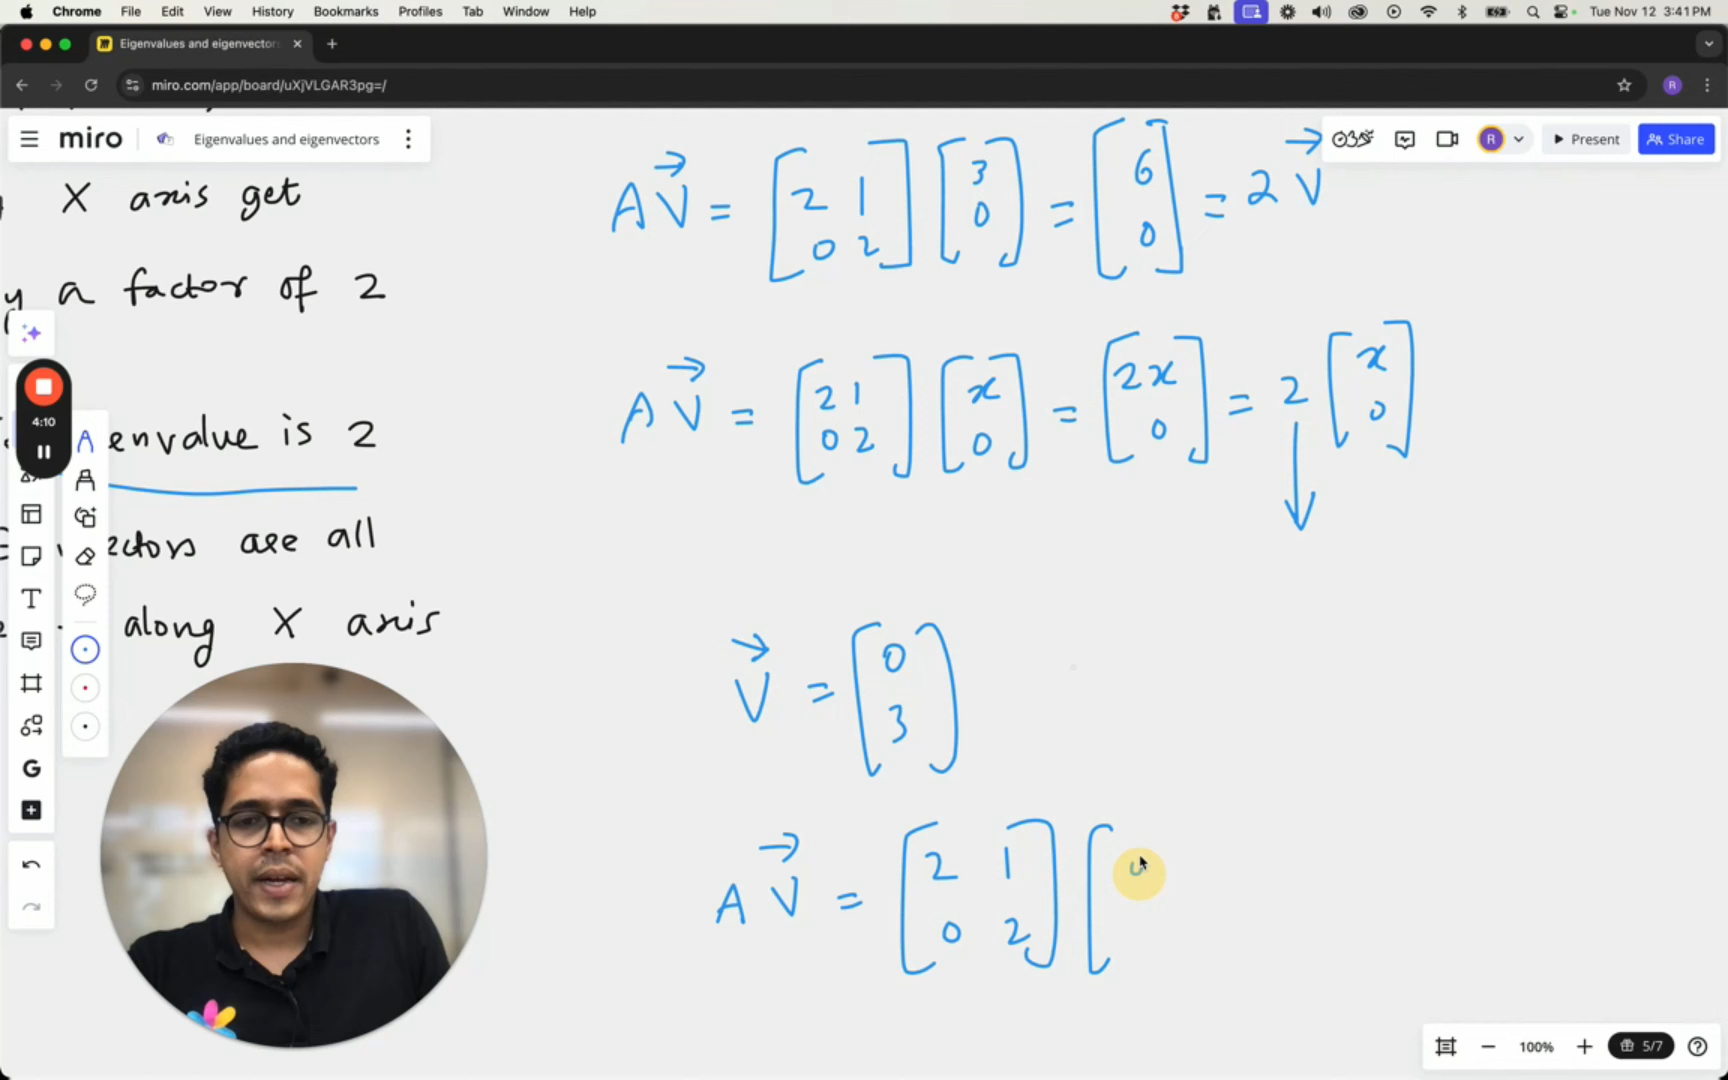 Chrome File Edit View History Bookmarks Profiles Tab Window Help Tue Nov 12 3:41 PM
Eigenvalues and eigenvector
miro.com/app/board/uXjVLGAR3pg=/
miro Eigenvalues and eigenvectors
R Present Share
X axis get
a factor of 2
envalue is 2
ectors are all
along X axis
4:10
A V = [2 1 0 2] [3 0] = [6 0] = 2 V
A V = [2 1 0 2] [x 0] = [2x 0] = 2 [x 0]
V = [0 3]
A V = [2 1 0 2] [
100% 5/7